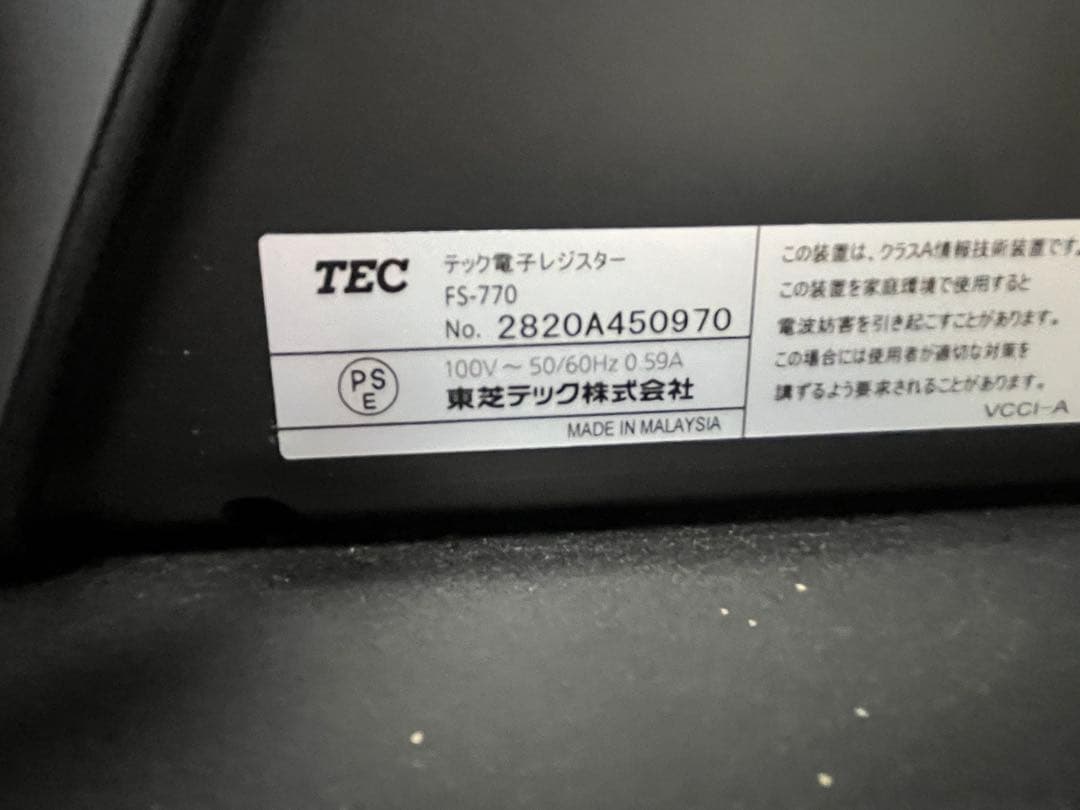 TEC
テック電子レジスター
FS-770
No. 2820A450970
PS
E
100V ～ 50/60Hz 0.59A
東芝テック株式会社
MADE IN MALAYSIA
この装置は、クラスA情報技術装置です。
この装置を家庭環境で使用すると
電波妨害を引き起こすことがあります。
この場合には使用者が適切な対策を
講ずるよう要求されることがあります。
VCCI-A